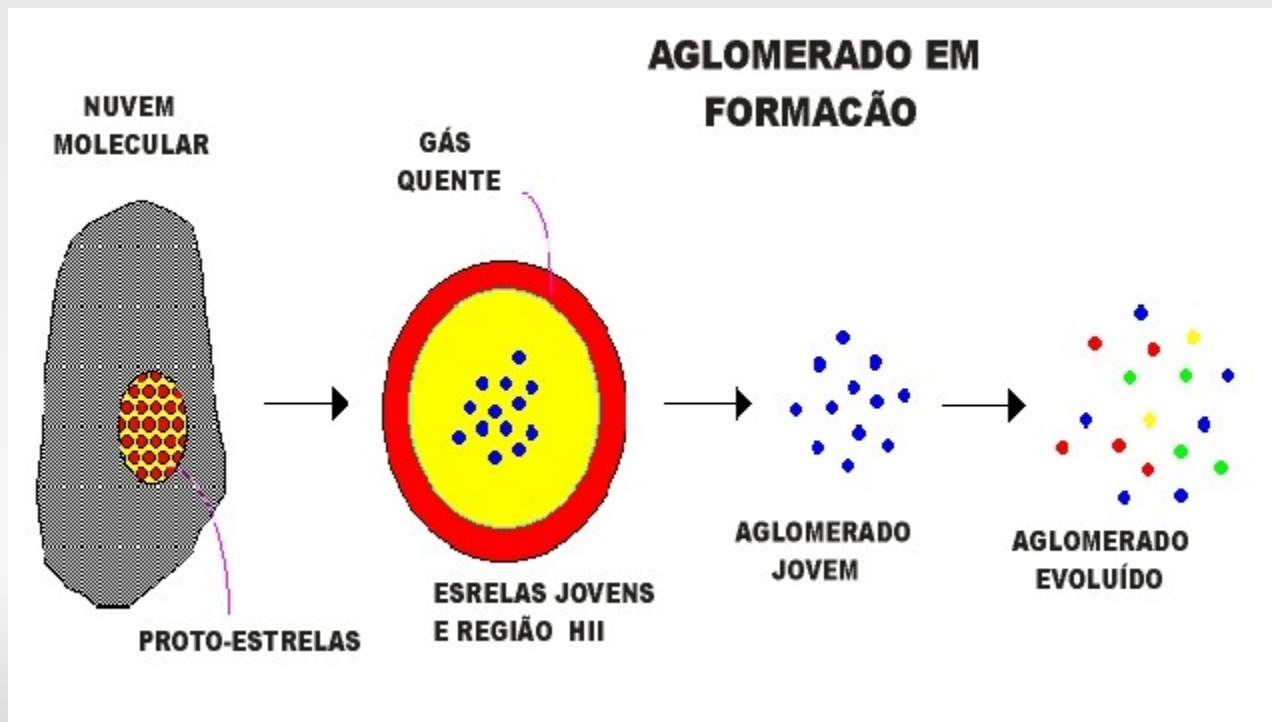 AGLOMERADO EM
FORMACÃO
NUVEM
MOLECULAR
GÁS
QUENTE
PROTO-ESTRELAS
ESRELAS JOVENS
E REGIÃO HII
AGLOMERADO
JOVEM
AGLOMERADO
EVOLUÍDO